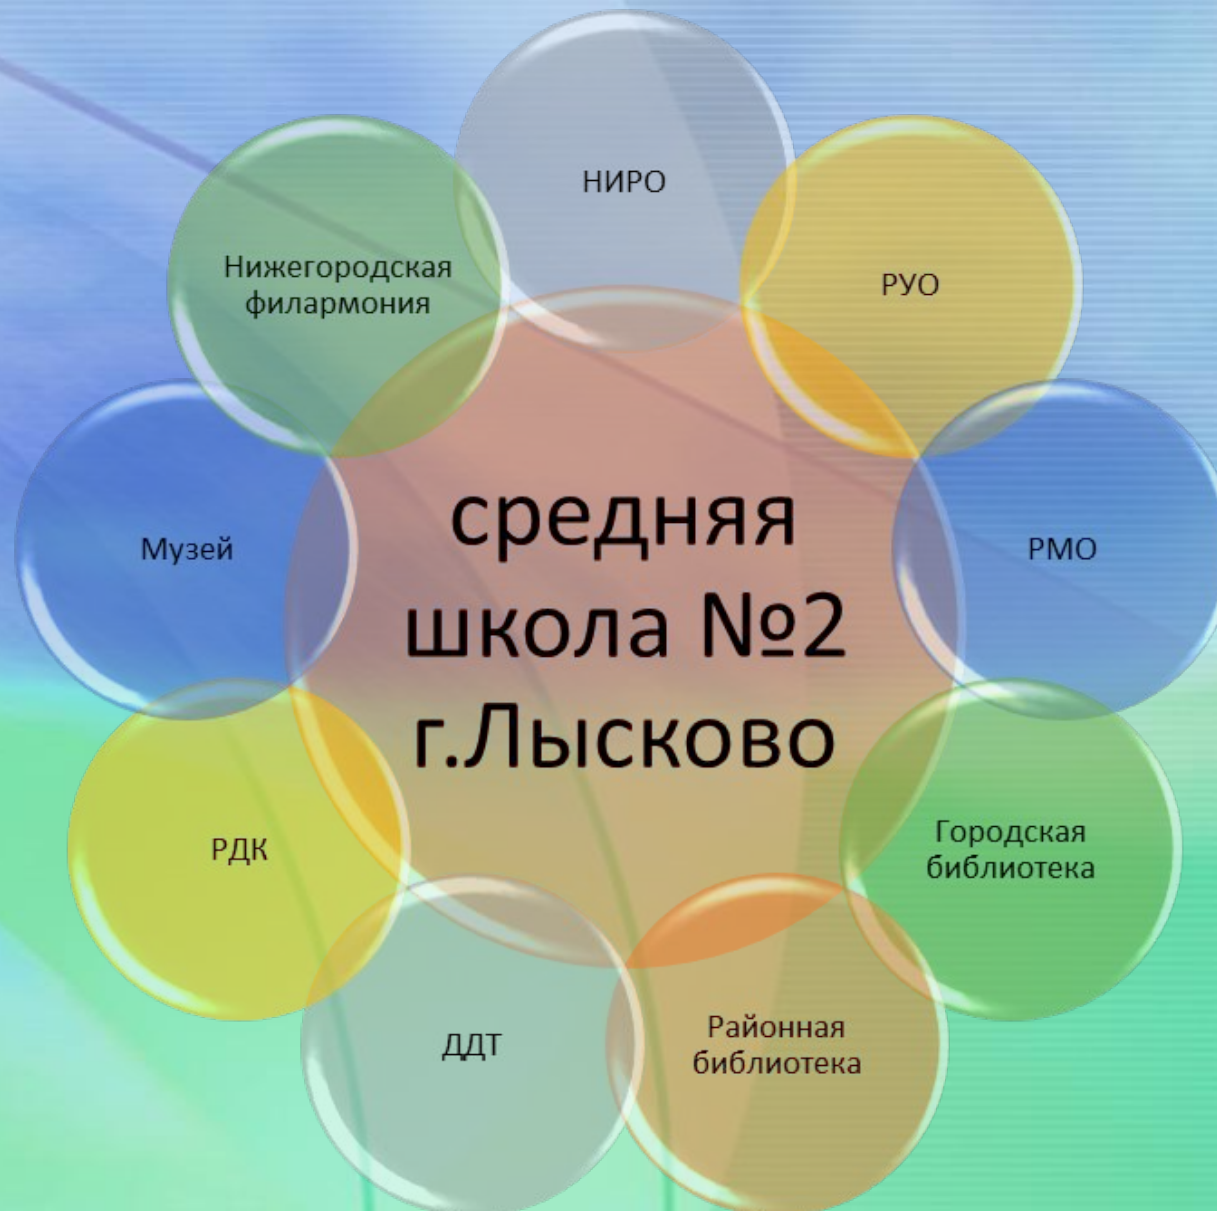 НИРО
РУО
РМО
Городская
библиотека
Районная
библиотека
ДДТ
РДК
Музей
Нижегородская
филармония
средняя
школа №2
г.Лысково